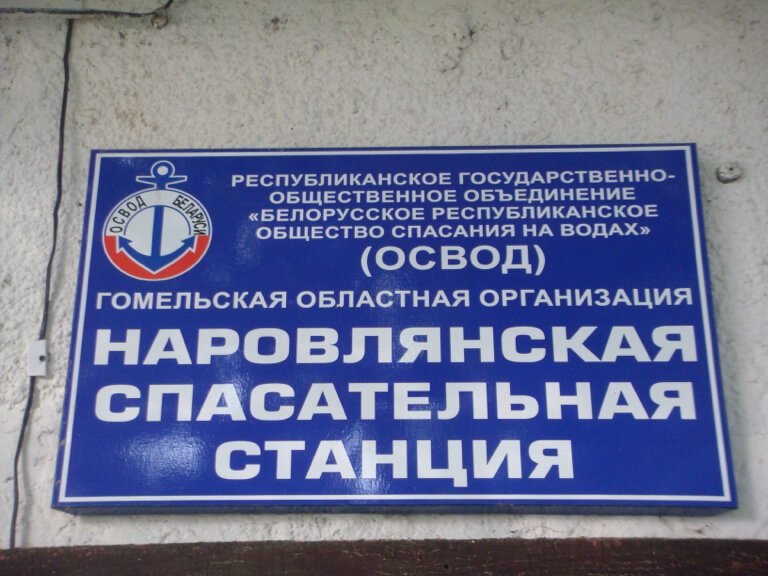 ОСВОД БЕЛАРУСИ
РЕСПУБЛИКАНСКОЕ ГОСУДАРСТВЕННО-
ОБЩЕСТВЕННОЕ ОБЪЕДИНЕНИЕ
«БЕЛОРУССКОЕ РЕСПУБЛИКАНСКОЕ
ОБЩЕСТВО СПАСАНИЯ НА ВОДАХ»
(ОСВОД)
ГОМЕЛЬСКАЯ ОБЛАСТНАЯ ОРГАНИЗАЦИЯ
НАРОВЛЯНСКАЯ
СПАСАТЕЛЬНАЯ
СТАНЦИЯ